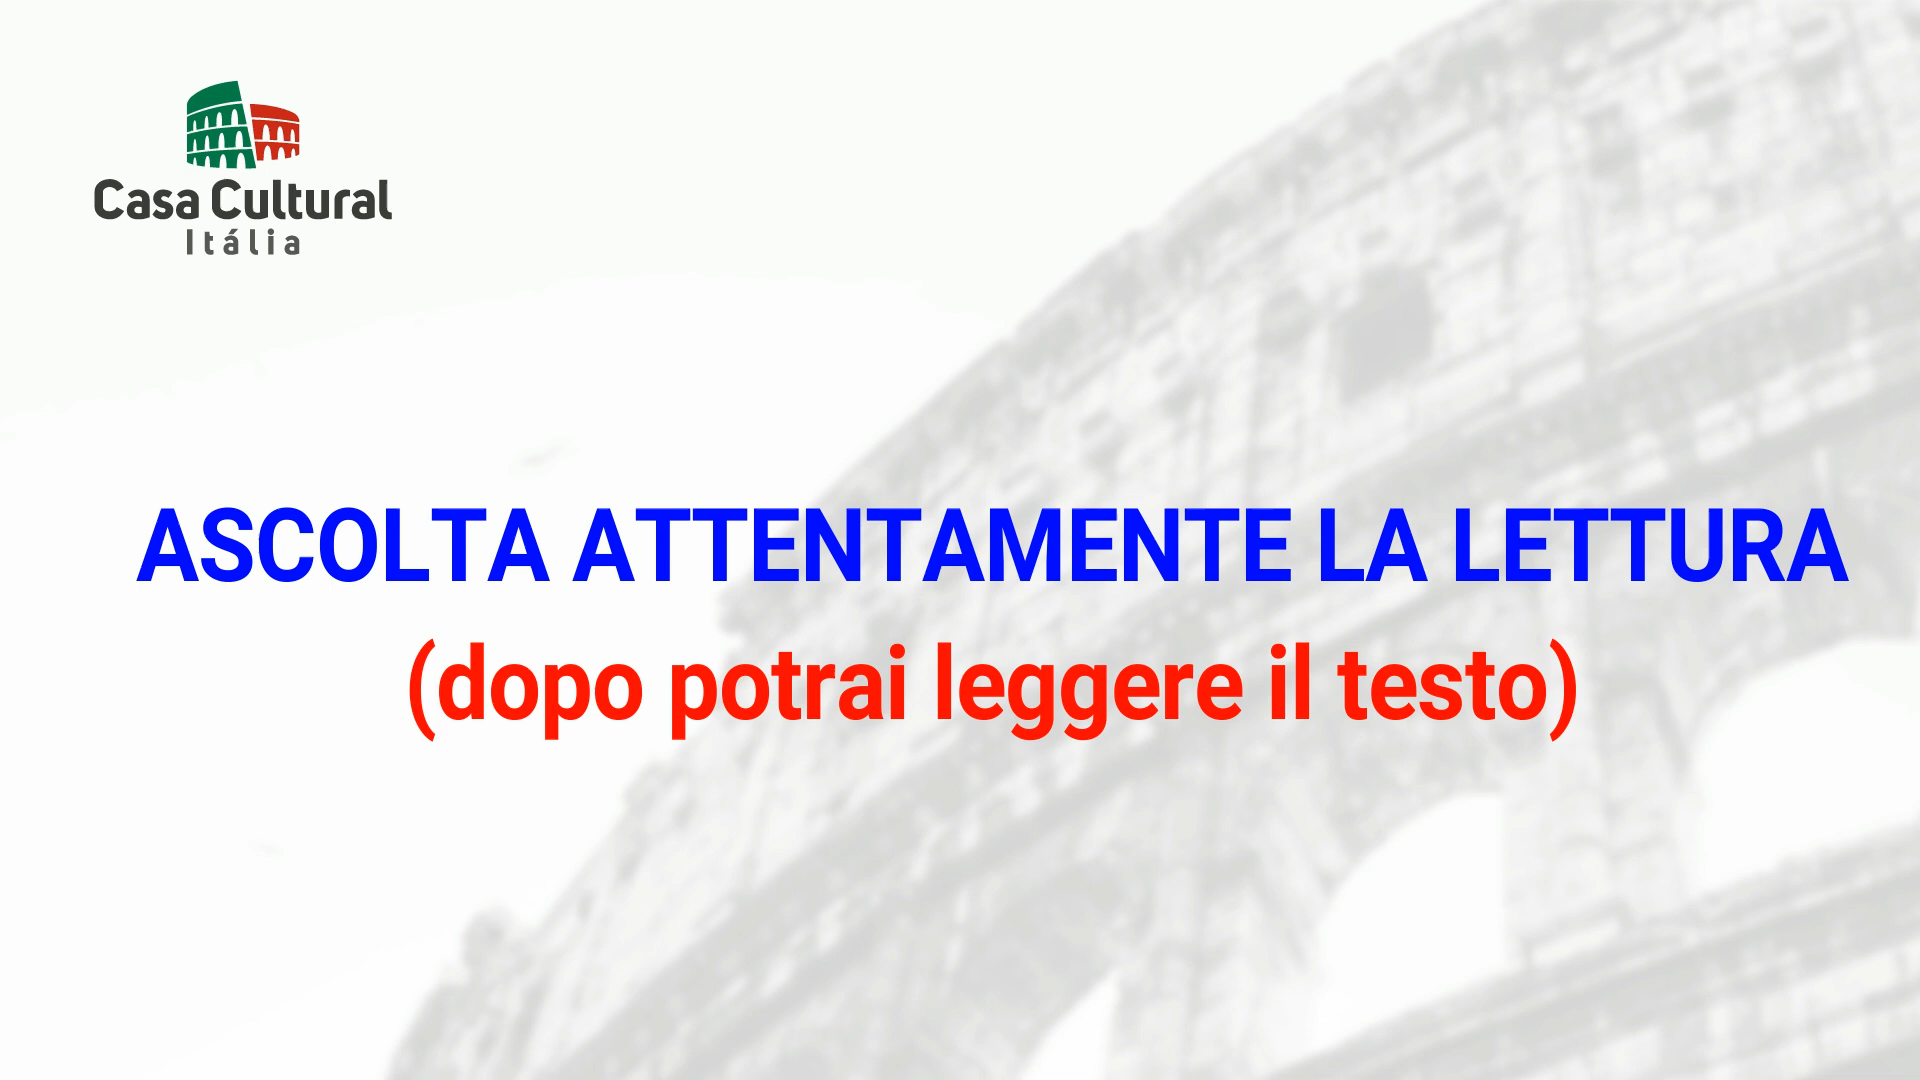 Casa Cultural
Itália
ASCOLTA ATTENTAMENTE LA LETTURA
(dopo potrai leggere il testo)